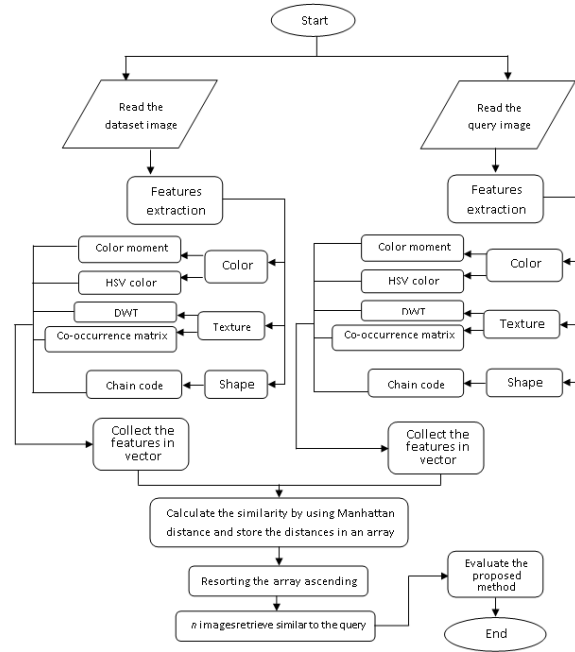 Start
Read the
dataset image
Read the
query image
Features
extraction
Features
extraction
Color moment
Color
HSV color
DWT
Texture
Co-occurrence matrix
Chain code
Shape
Color moment
Color
HSV color
DWT
Texture
Co-occurrence matrix
Chain code
Shape
Collect the
features in
vector
Collect the
features in
vector
Calculate the similarity by using Manhattan
distance and store the distances in an array
Resorting the array ascending
n imagesretrieve similar to the query
Evaluate the
proposed
method
End